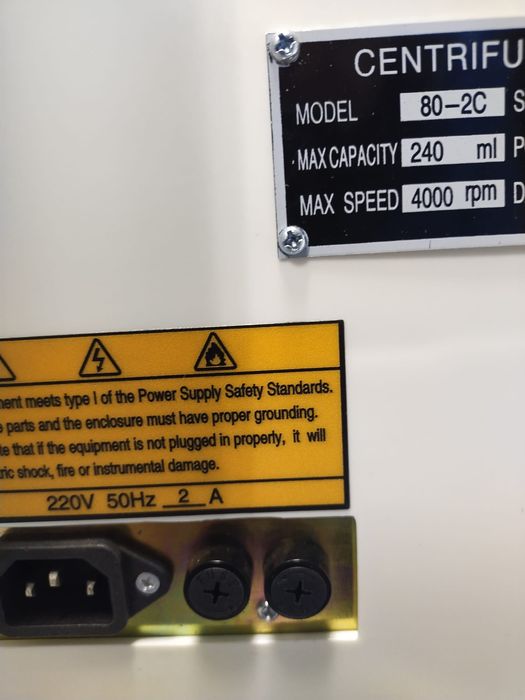 CENTRIFU
MODEL 80-2C S
MAX CAPACITY 240 ml P
MAX SPEED 4000 rpm D
ment meets type I of the Power Supply Safety Standards.
parts and the enclosure must have proper grounding.
that if the equipment is not plugged in properly, it will
tric shock, fire or instrumental damage.
220V 50Hz 2 A